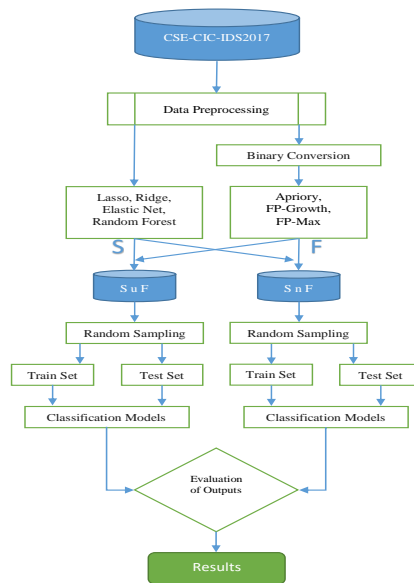 CSE-CIC-IDS2017
Data Preprocessing
Binary Conversion
Lasso, Ridge,
Elastic Net,
Random Forest
Apriory,
FP-Growth,
FP-Max
S
F
S u F
S n F
Random Sampling
Random Sampling
Train Set
Test Set
Train Set
Test Set
Classification Models
Classification Models
Evaluation
of Outputs
Results